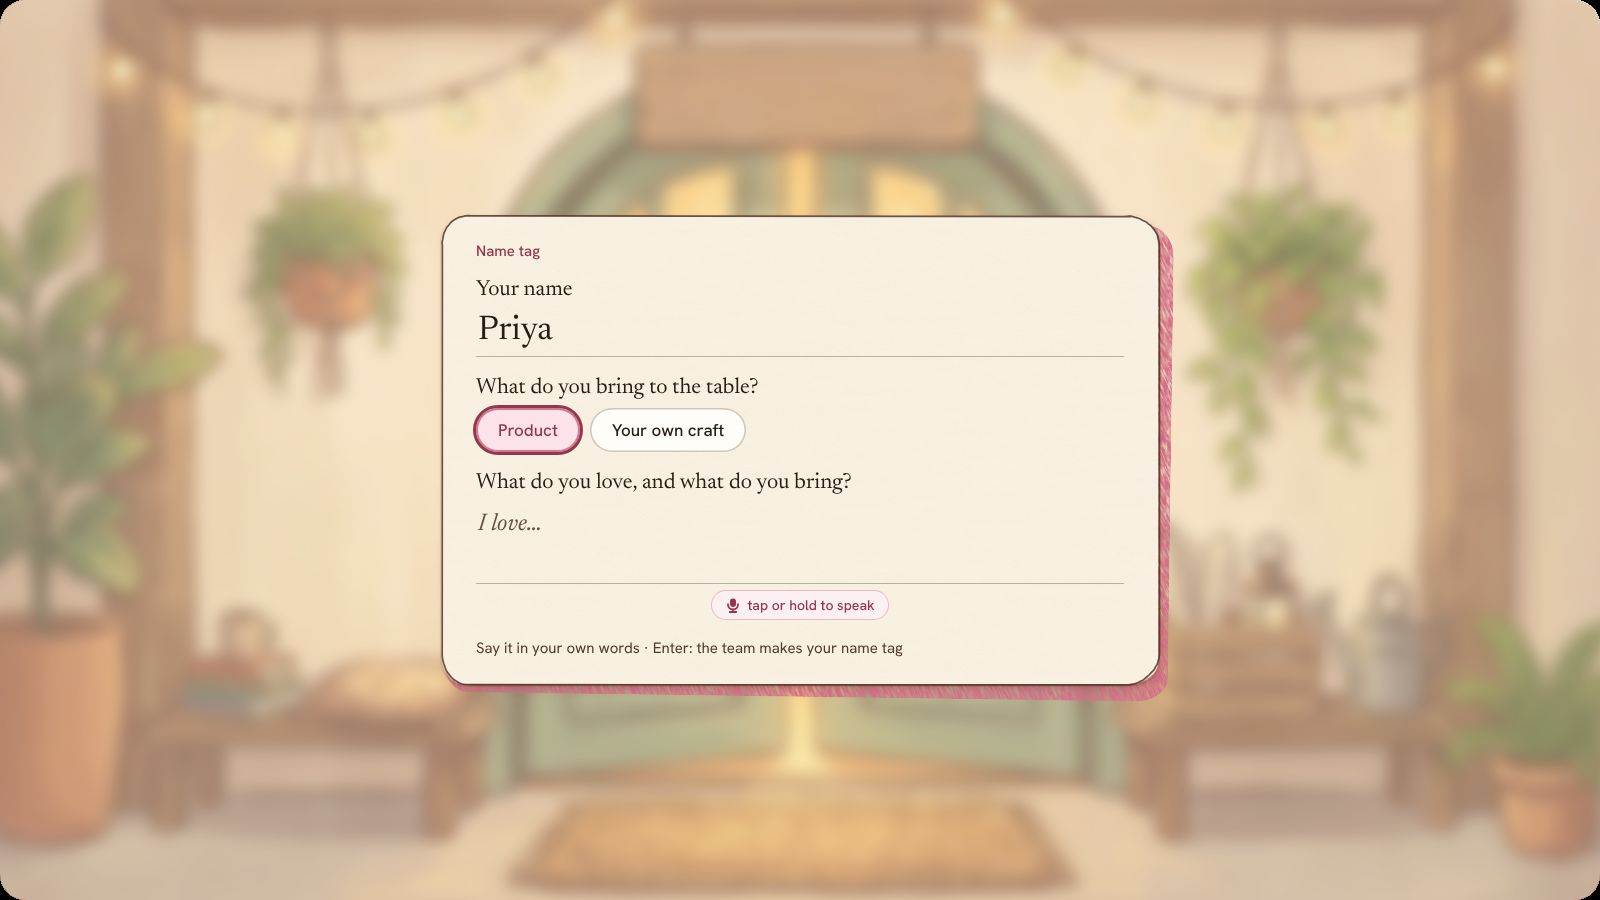 Name tag
Your name
Priya
What do you bring to the table?
Product
Your own craft
What do you love, and what do you bring?
I love...
tap or hold to speak
Say it in your own words · Enter: the team makes your name tag